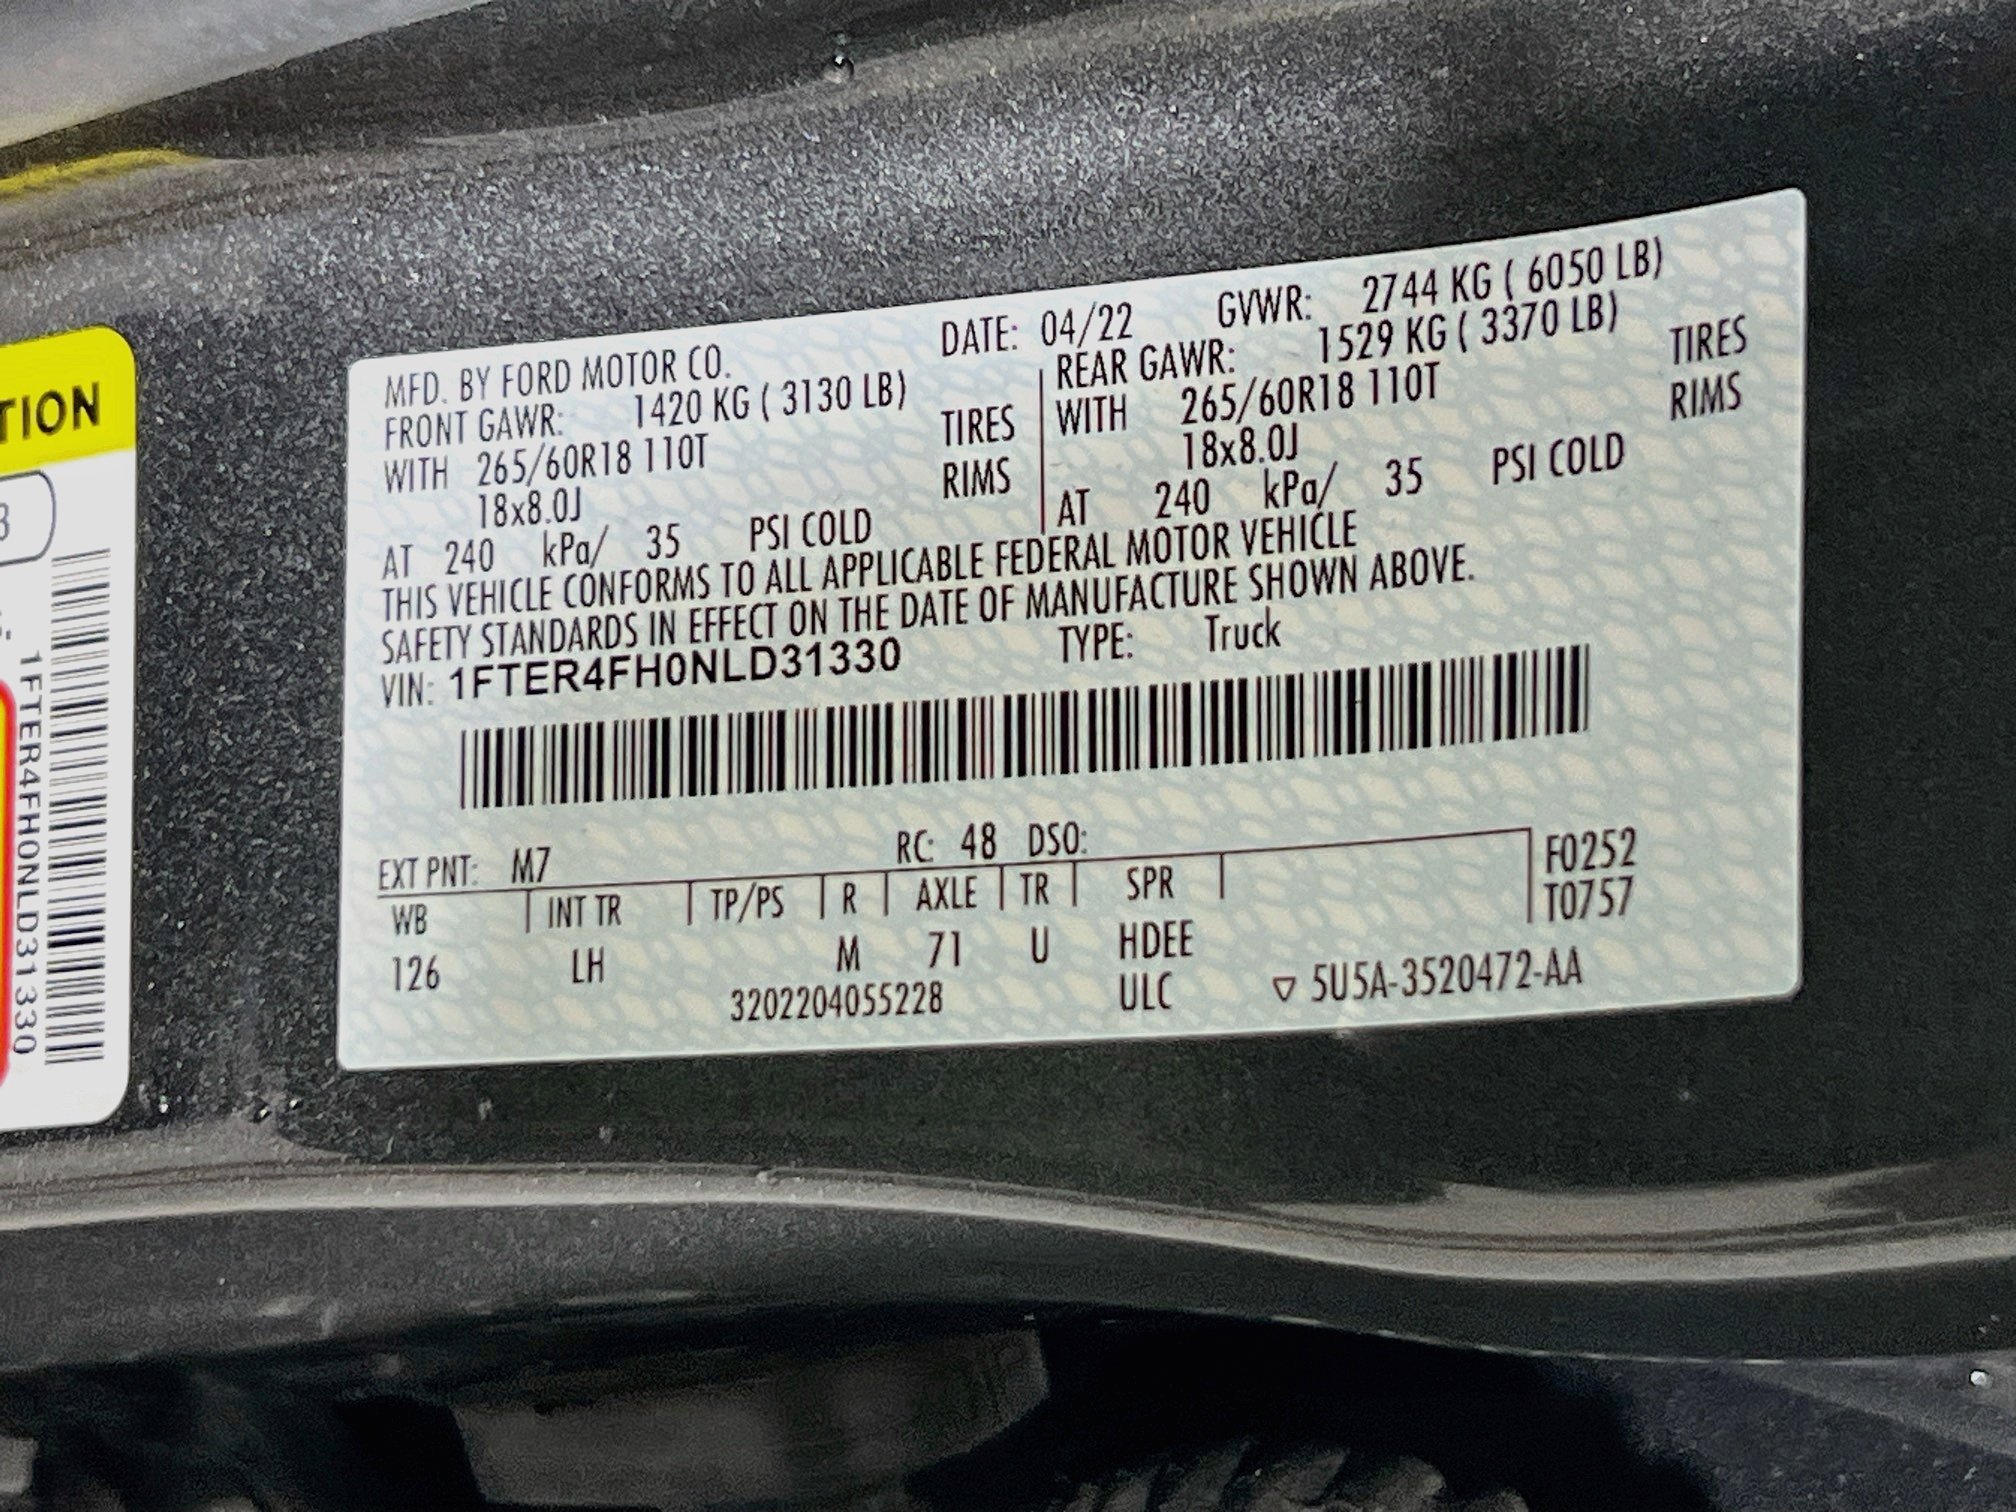 TION
3
1FTER4FH0NLD31330
MFD. BY FORD MOTOR CO. DATE: 04/22 GVWR: 2744 KG ( 6050 LB)
FRONT GAWR: 1420 KG ( 3130 LB) REAR GAWR: 1529 KG ( 3370 LB)
WITH 265/60R18 110T TIRES WITH 265/60R18 110T TIRES
18x8.0J RIMS 18x8.0J RIMS
AT 240 kPa/ 35 PSI COLD AT 240 kPa/ 35 PSI COLD
THIS VEHICLE CONFORMS TO ALL APPLICABLE FEDERAL MOTOR VEHICLE
SAFETY STANDARDS IN EFFECT ON THE DATE OF MANUFACTURE SHOWN ABOVE.
VIN: 1FTER4FH0NLD31330 TYPE: Truck
EXT PNT: M7 RC: 48 DSO: F0252
WB INT TR TP/PS R AXLE TR SPR T0757
126 LH M 71 U HDEE
3202204055228 ULC ▽ 5U5A-3520472-AA